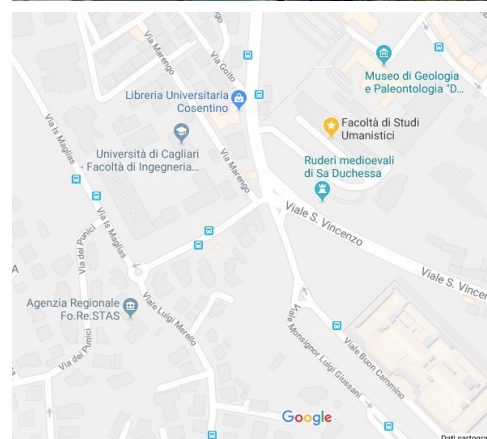 Via Marengo
Via Golto
Libreria Universitaria
Cosentino
Museo di Geologia
e Paleontologia "D...
Facoltà di Studi
Umanistici
Via Is Maglias
Università di Cagliari
Facoltà di Ingegneria...
Via Marengo
Ruderi medioevali
di Sa Duchessa
Viale S. Vincenzo
Via Is Maglias
Via dei Punici
A
Viale S. Vincen
Agenzia Regionale
Fo.Re.STAS
Viale Luigi Merello
Viale Monsignor Luigi Giussani
Viale Buon Cammino
Via dei Punici
Google
Dati cartogra